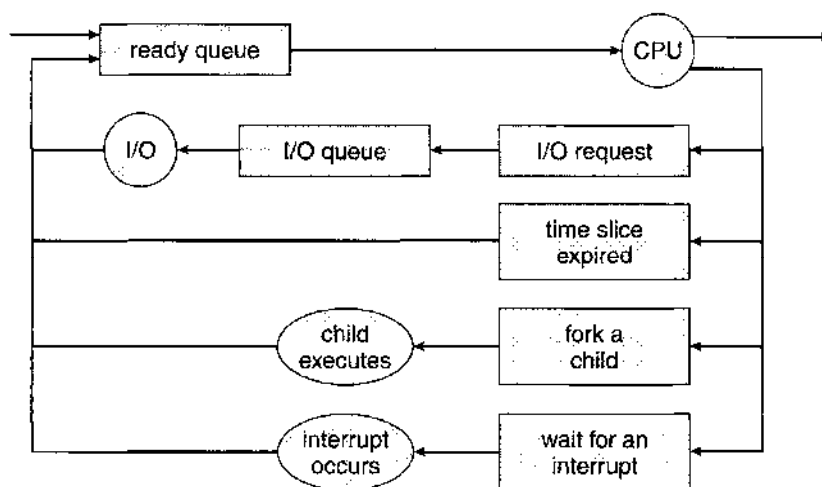 ready queue
CPU
I/O
I/O queue
I/O request
time slice
expired
child
executes
fork a
child
interrupt
occurs
wait for an
interrupt